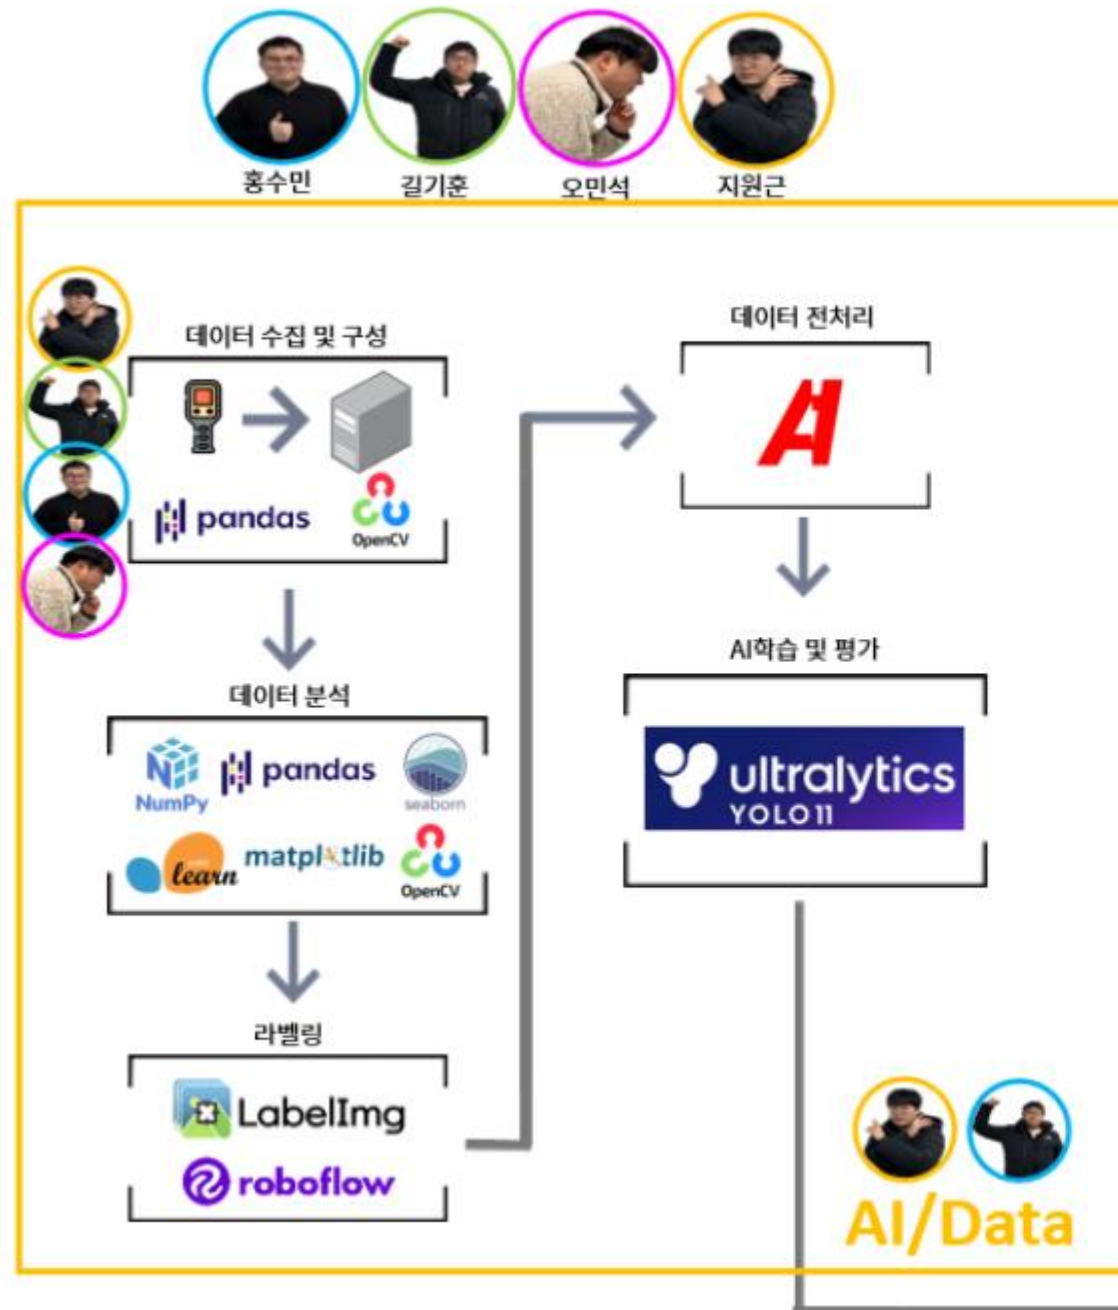 홍수민
길기훈
오민석
지원근
데이터 수집 및 구성
pandas
OpenCV
데이터 분석
NumPy
pandas
seaborn
learn
matplotlib
OpenCV
라벨링
LabelImg
roboflow
데이터 전처리
A
AI학습 및 평가
ultralytics
YOLO11
AI/Data